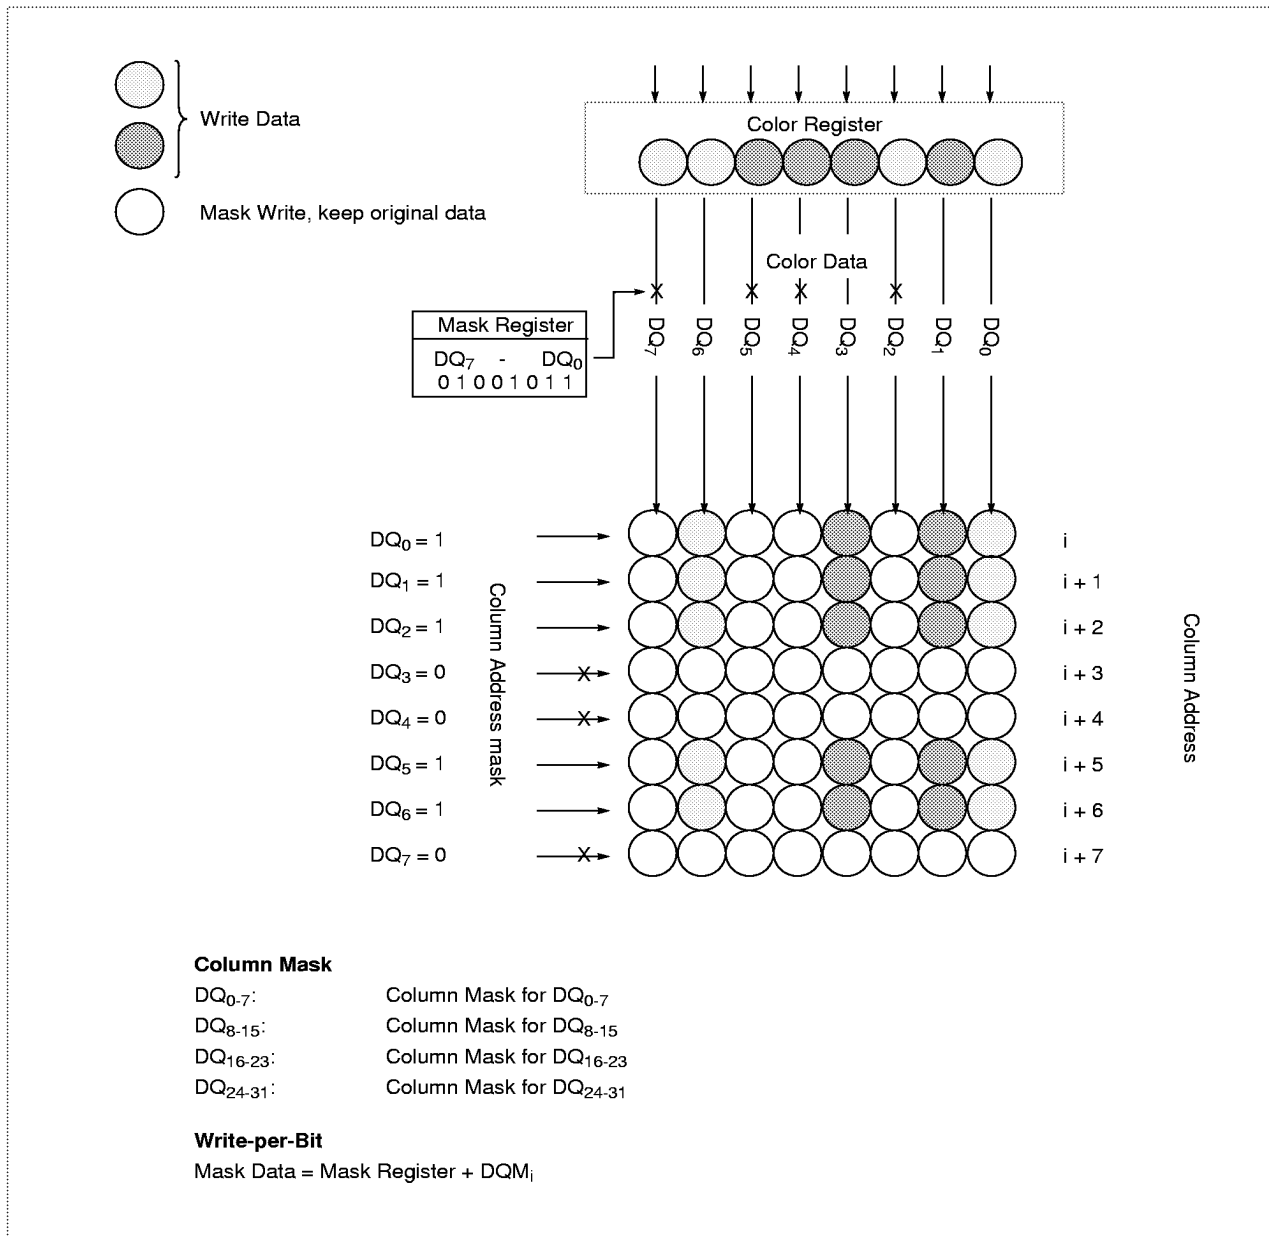 Write Data
Mask Write, keep original data
Color Register
Color Data
Mask Register
DQ7 - DQ0
0 1 0 0 1 0 1 1
DQ7 DQ6 DQ5 DQ4 DQ3 DQ2 DQ1 DQ0
DQ0 = 1 i
DQ1 = 1 i + 1
DQ2 = 1 i + 2
DQ3 = 0 i + 3
DQ4 = 0 i + 4
DQ5 = 1 i + 5
DQ6 = 1 i + 6
DQ7 = 0 i + 7
Column Address mask
Column Address
Column Mask
DQ0-7: Column Mask for DQ0-7
DQ8-15: Column Mask for DQ8-15
DQ16-23: Column Mask for DQ16-23
DQ24-31: Column Mask for DQ24-31
Write-per-Bit
Mask Data = Mask Register + DQMi